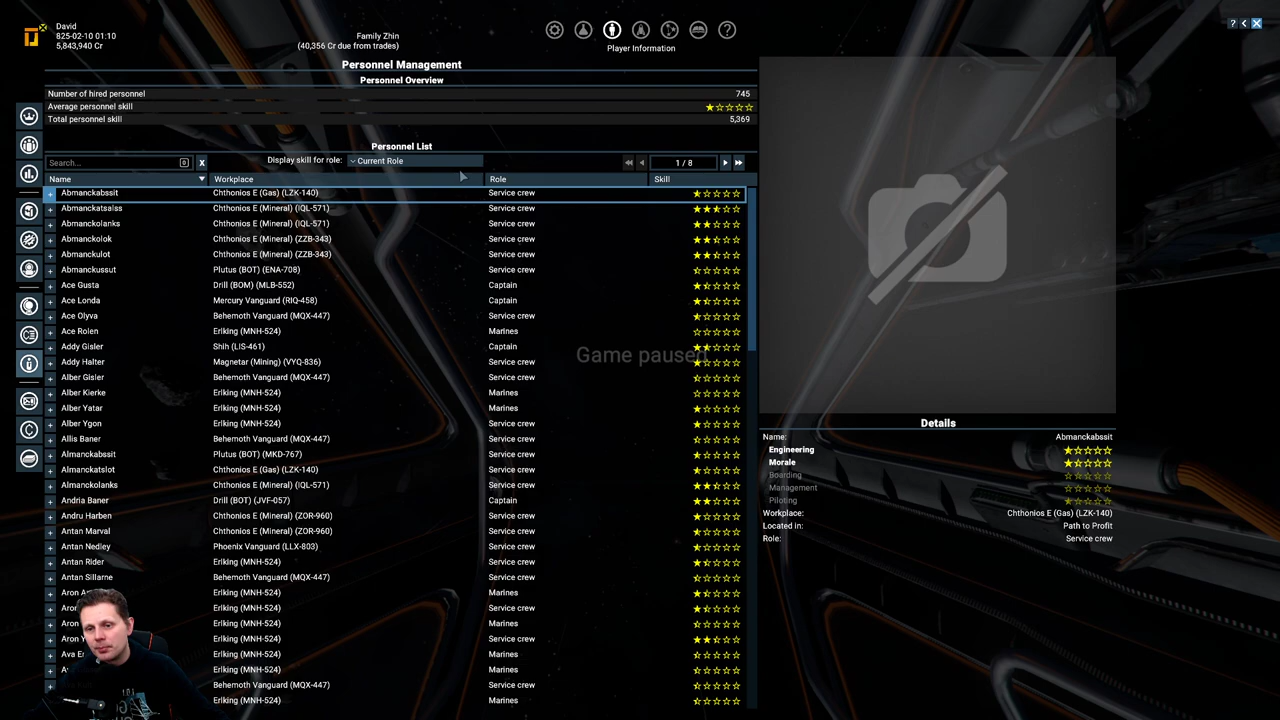 David
825-02-10 01:10
5,843,940 Cr
Family Zhin
(40,356 Cr due from trades)
Player Information
Personnel Management
Personnel Overview
Number of hired personnel 745
Average personnel skill
Total personnel skill 5,369
Personnel List
Search... Display skill for role: Current Role 1 / 8
Name Workplace Role Skill
Abmanckabssit Chthonios E (Gas) (LZK-140) Service crew
Abmanckatsalss Chthonios E (Mineral) (IQL-571) Service crew
Abmanckolanks Chthonios E (Mineral) (IQL-571) Service crew
Abmanckolok Chthonios E (Mineral) (ZZB-343) Service crew
Abmanckulot Chthonios E (Mineral) (ZZB-343) Service crew
Abmanckussut Plutus (BOT) (ENA-708) Service crew
Ace Gusta Drill (BOM) (MLB-552) Captain
Ace Londa Mercury Vanguard (RIQ-458) Captain
Ace Olyva Behemoth Vanguard (MQX-447) Service crew
Ace Rolen Erlking (MNH-524) Marines
Addy Gisler Shih (LIS-461) Captain
Addy Halter Magnetar (Mining) (VYQ-836) Service crew
Alber Gisler Behemoth Vanguard (MQX-447) Service crew
Alber Kierke Erlking (MNH-524) Marines
Alber Yatar Erlking (MNH-524) Marines
Alber Ygon Erlking (MNH-524) Service crew
Allis Baner Behemoth Vanguard (MQX-447) Service crew
Almanckabssit Plutus (BOT) (MKD-767) Service crew
Almanckatslot Chthonios E (Gas) (LZK-140) Service crew
Almanckolanks Chthonios E (Mineral) (IQL-571) Service crew
Andria Baner Drill (BOT) (JVF-057) Captain
Andru Harben Chthonios E (Mineral) (ZOR-960) Service crew
Antan Marval Chthonios E (Mineral) (ZOR-960) Service crew
Antan Nedley Phoenix Vanguard (LLX-803) Service crew
Antan Rider Erlking (MNH-524) Service crew
Antan Sillarne Behemoth Vanguard (MQX-447) Service crew
Aron Erlking (MNH-524) Marines
Aron Erlking (MNH-524) Service crew
Aron Erlking (MNH-524) Marines
Aron Erlking (MNH-524) Service crew
Ava Erlking (MNH-524) Marines
Erlking (MNH-524) Marines
Behemoth Vanguard (MQX-447) Service crew
Erlking (MNH-524) Marines
Game paused
Details
Name: Abmanckabssit
Engineering
Morale
Boarding
Management
Piloting
Workplace: Chthonios E (Gas) (LZK-140)
Located in: Path to Profit
Role: Service crew